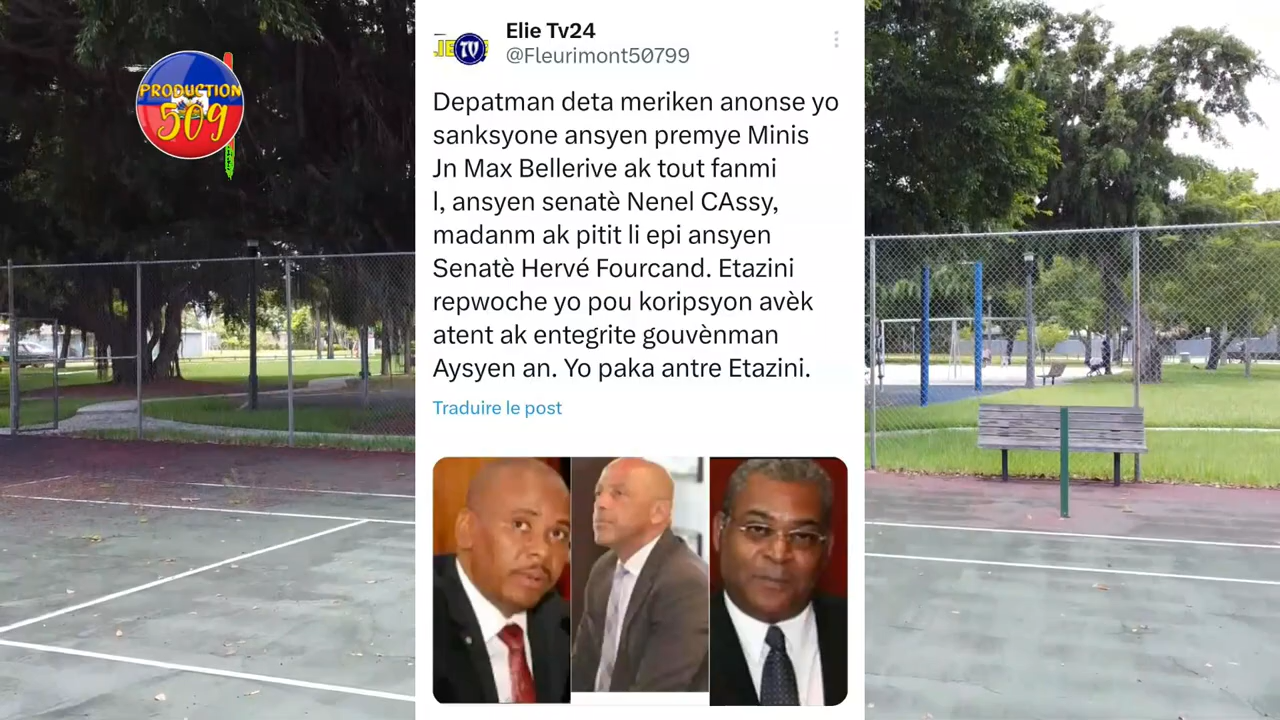 PRODUCTION
509
JE TV
Elie Tv24
@Fleurimont50799
Depatman deta meriken anonse yo
sanksyone ansyen premye Minis
Jn Max Bellerive ak tout fanmi
l, ansyen senatè Nenel CAssy,
madanm ak pitit li epi ansyen
Senatè Hervé Fourcand. Etazini
repwoche yo pou koripsyon avèk
atent ak entegrite gouvènman
Aysyen an. Yo paka antre Etazini.
Traduire le post